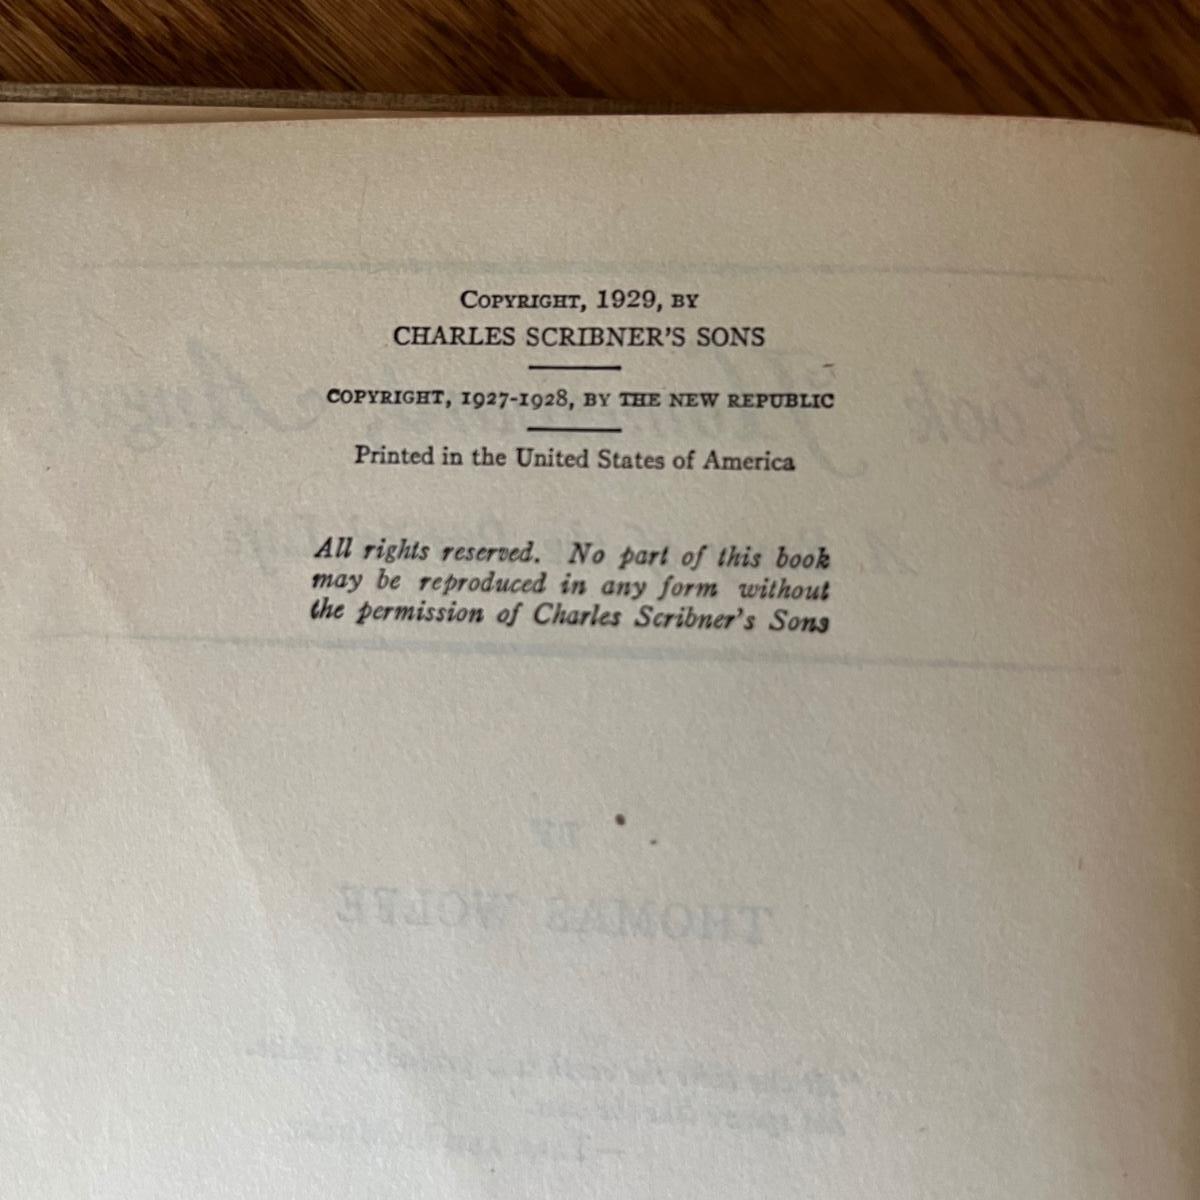 COPYRIGHT, 1929, BY
CHARLES SCRIBNER'S SONS
COPYRIGHT, 1927-1928, BY THE NEW REPUBLIC
Printed in the United States of America
All rights reserved. No part of this book
may be reproduced in any form without
the permission of Charles Scribner's Sons
THOMAS WOLFE